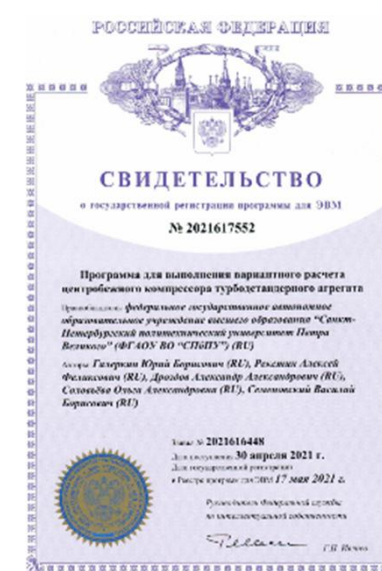 РОССИЙСКАЯ ФЕДЕРАЦИЯ
СВИДЕТЕЛЬСТВО
о государственной регистрации программы для ЭВМ
№ 2021617552
Программа для выполнения вариантного расчета
центробежного компрессора турбодетандерного агрегата
Правообладатель: федеральное государственное автономное
образовательное учреждение высшего образования "Санкт-
Петербургский политехнический университет Петра
Великого" (ФГАОУ ВО "СПбПУ") (RU)
Авторы: Галеркин Юрий Борисович (RU), Рекстин Алексей
Феликсович (RU), Дроздов Александр Александрович (RU),
Соловьёва Ольга Александровна (RU), Семеновский Василий
Борисович (RU)
Заявка № 2021616448
Дата поступления 30 апреля 2021 г.
Дата государственной регистрации
в Реестре программ для ЭВМ 17 мая 2021 г.
Руководитель Федеральной службы
по интеллектуальной собственности
Г.П. Ивлиев